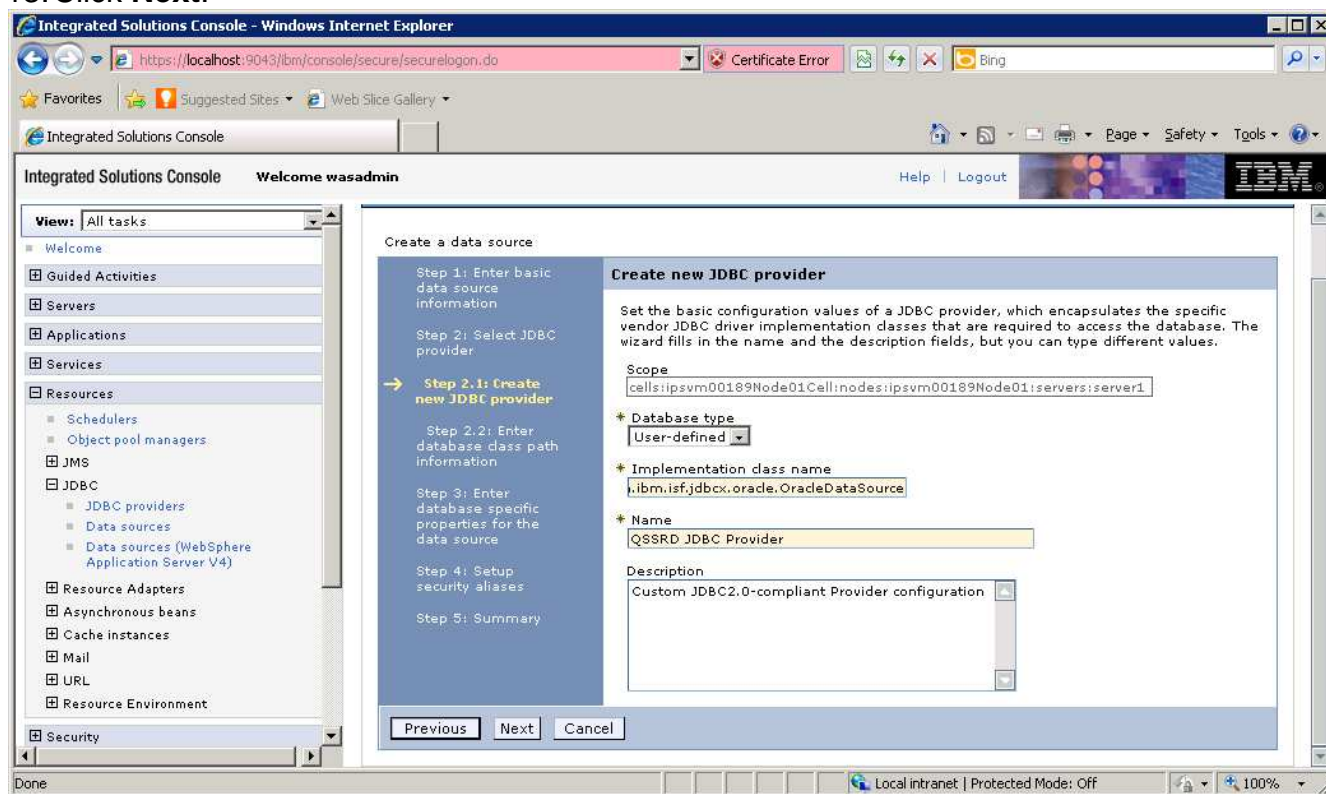 Integrated Solutions Console - Windows Internet Explorer
https://localhost:9043/ibm/console/secure/securelogon.do
Certificate Error
Bing
Favorites
Suggested Sites
Web Slice Gallery
Integrated Solutions Console
Page
Safety
Tools
Integrated Solutions Console
Welcome wasadmin
Help | Logout
IBM
View: All tasks
Welcome
Guided Activities
Servers
Applications
Services
Resources
Schedulers
Object pool managers
JMS
JDBC
JDBC providers
Data sources
Data sources (WebSphere
Application Server V4)
Resource Adapters
Asynchronous beans
Cache instances
Mail
URL
Resource Environment
Security
Create a data source
Step 1: Enter basic
data source
information
Step 2: Select JDBC
provider
Step 2.1: Create
new JDBC provider
Step 2.2: Enter
database class path
information
Step 3: Enter
database specific
properties for the
data source
Step 4: Setup
security aliases
Step 5: Summary
Create new JDBC provider
Set the basic configuration values of a JDBC provider, which encapsulates the specific
vendor JDBC driver implementation classes that are required to access the database. The
wizard fills in the name and the description fields, but you can type different values.
Scope
cells:ipsvm00189Node01Cell:nodes:ipsvm00189Node01:servers:server1
* Database type
User-defined
* Implementation class name
.ibm.isf.jdbcx.oracle.OracleDataSource
* Name
QSSRD JDBC Provider
Description
Custom JDBC2.0-compliant Provider configuration
Previous
Next
Cancel
Done
Local intranet | Protected Mode: Off
100%